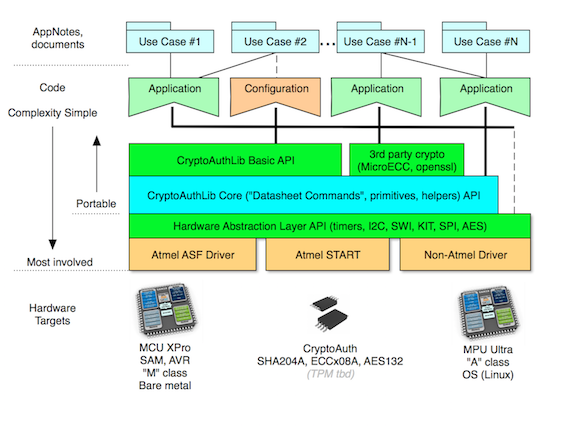 AppNotes,
documents
Use Case #1
Use Case #2
...
Use Case #N-1
Use Case #N
Code
Application
Configuration
Application
Application
Complexity Simple
CryptoAuthLib Basic API
3rd party crypto
(MicroECC, openssl)
Portable
CryptoAuthLib Core ("Datasheet Commands", primitives, helpers) API
Hardware Abstraction Layer API (timers, I2C, SWI, KIT, SPI, AES)
Most involved
Atmel ASF Driver
Atmel START
Non-Atmel Driver
Hardware
Targets
MCU XPro
SAM, AVR
"M" class
Bare metal
CryptoAuth
SHA204A, ECCx08A, AES132
(TPM tbd)
MPU Ultra
"A" class
OS (Linux)